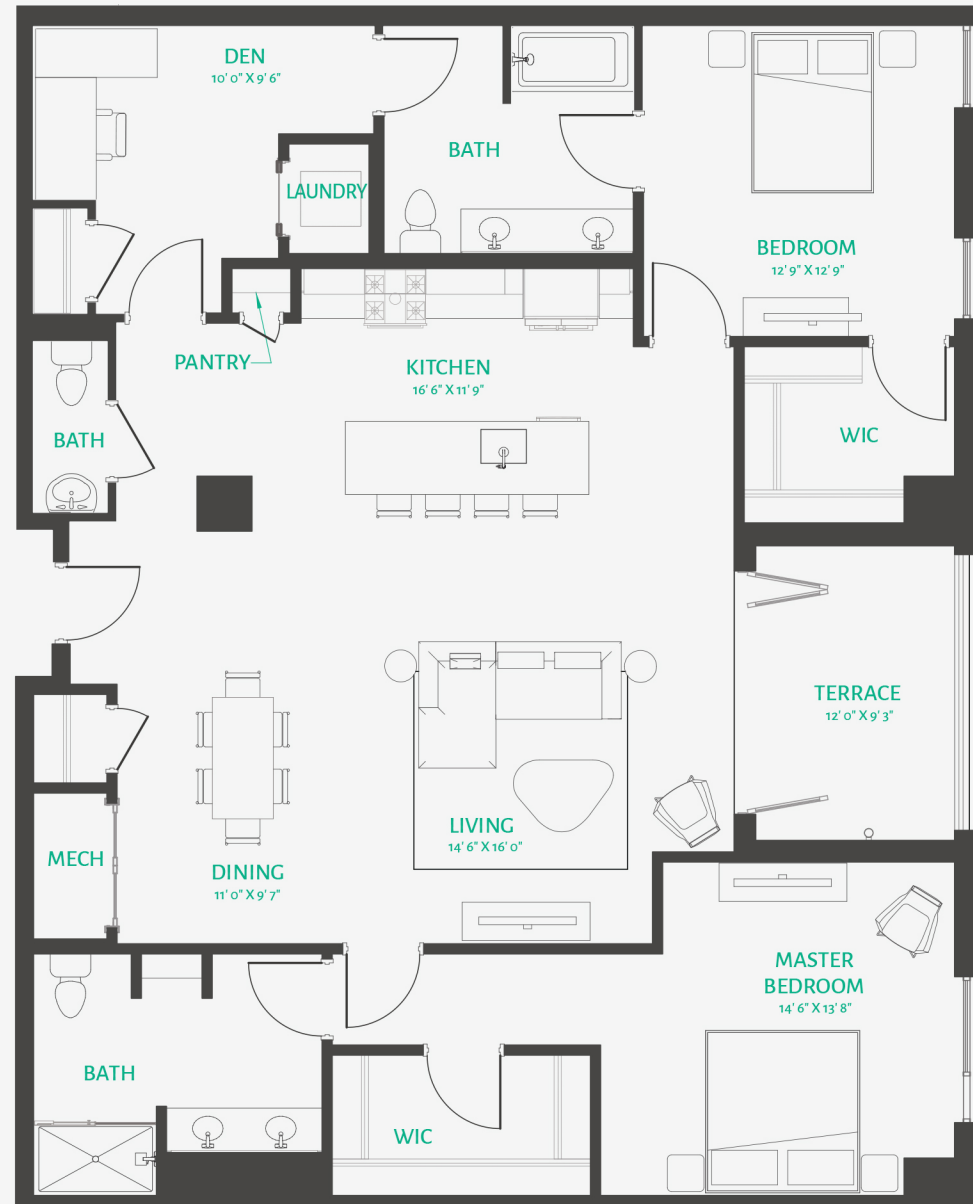 DEN
10' 0" X 9' 6"
BATH
LAUNDRY
BEDROOM
12' 9" X 12' 9"
PANTRY
KITCHEN
16' 6" X 11' 9"
BATH
WIC
TERRACE
12' 0" X 9' 3"
LIVING
14' 6" X 16' 0"
MECH
DINING
11' 0" X 9' 7"
MASTER
BEDROOM
14' 6" X 13' 8"
BATH
WIC